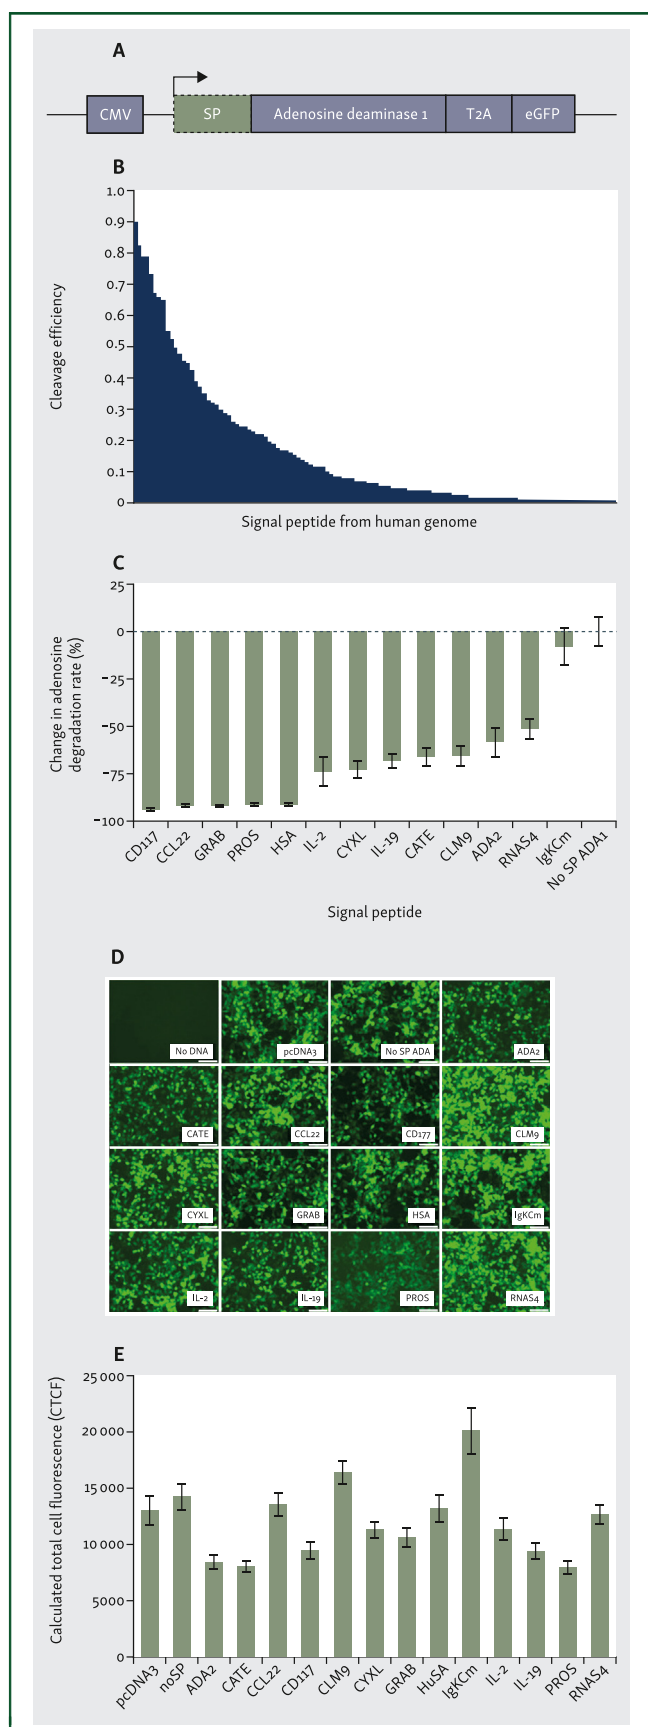 A
CMV
SP
Adenosine deaminase 1
T2A
eGFP
B
Cleavage efficiency
1.0
0.9
0.8
0.7
0.6
0.5
0.4
0.3
0.2
0.1
0
Signal peptide from human genome
C
Change in adenosine
degradation rate (%)
25
0
−25
−50
−75
−100
CD117
CCL22
GRAB
PROS
HSA
IL-2
CYXL
IL-19
CATE
CLM9
ADA2
RNAS4
IgKCm
No SP ADA1
Signal peptide
D
No DNA
pcDNA3
No SP ADA
ADA2
CATE
CCL22
CD177
CLM9
CYXL
GRAB
HSA
IgKCm
IL-2
IL-19
PROS
RNAS4
E
Calculated total cell fluorescence (CTCF)
25 000
20 000
15 000
10 000
5000
0
pcDNA3
noSP
ADA2
CATE
CCL22
CD117
CLM9
CYXL
GRAB
HuSA
IgKCm
IL-2
IL-19
PROS
RNAS4